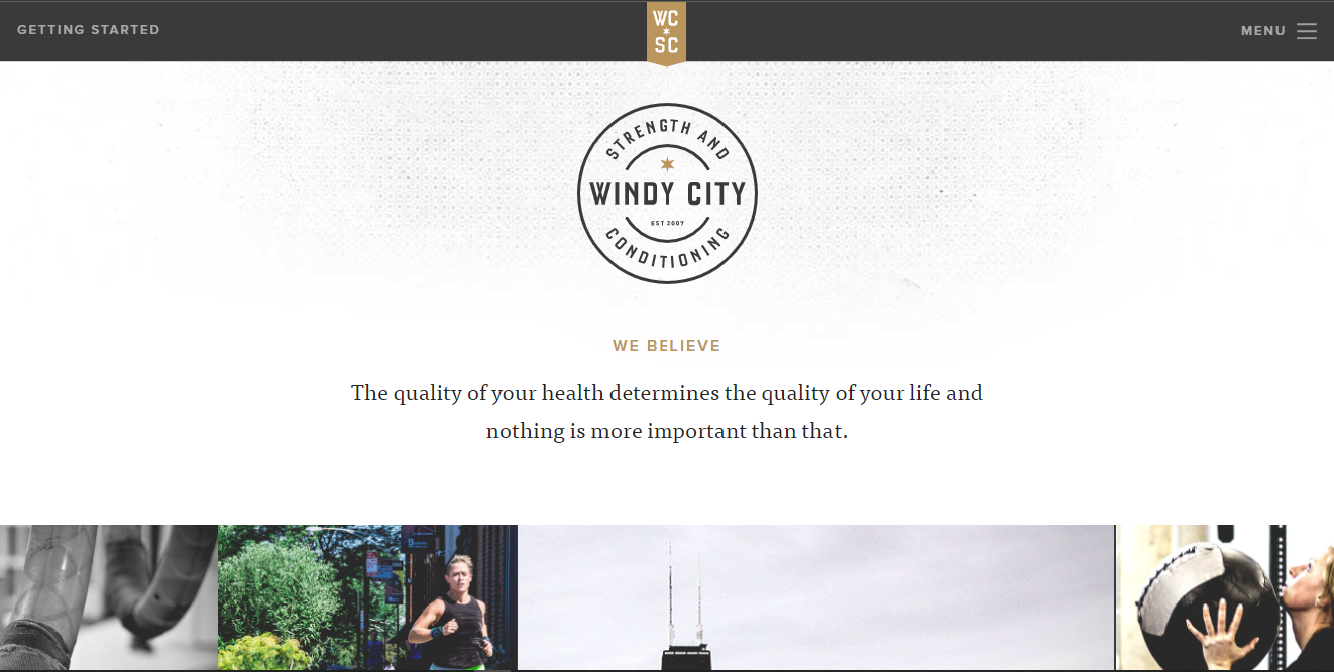 GETTING STARTED
WC
SC
MENU
STRENGTH AND
WINDY CITY
EST 2007
CONDITIONING
WE BELIEVE
The quality of your health determines the quality of your life and
nothing is more important than that.